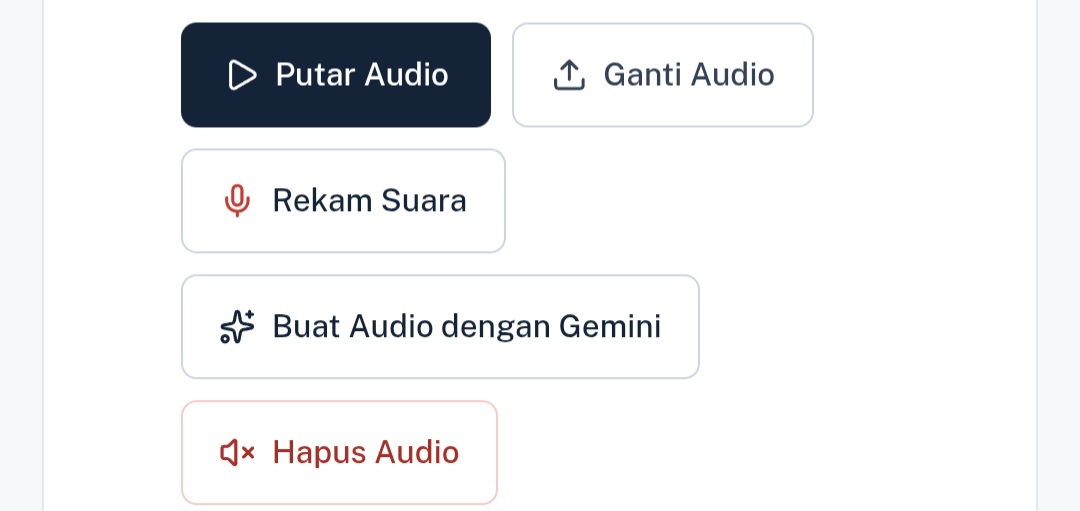 Putar Audio
Ganti Audio
Rekam Suara
Buat Audio dengan Gemini
Hapus Audio